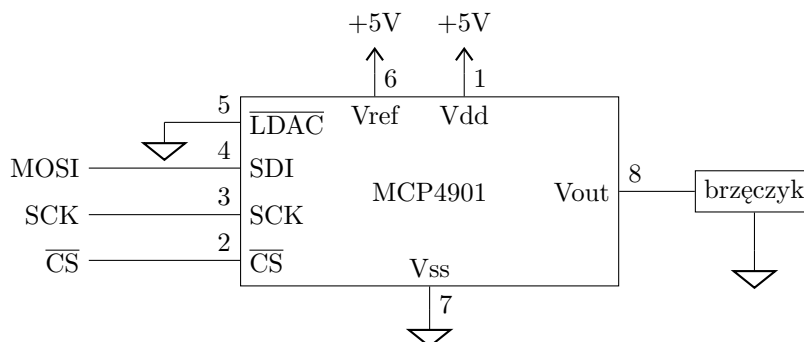 +5V +5V
6 1
5 LDAC Vref Vdd
MOSI 4 SDI
MCP4901 Vout 8 brzęczyk
SCK 3 SCK
CS 2 CS
Vss
7